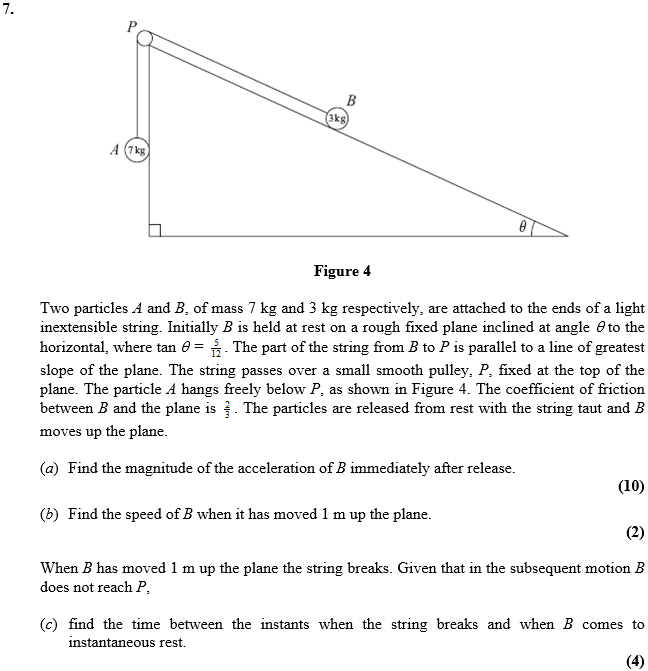 7.
P
B
3kg
A 7 kg
θ
Figure 4
Two particles A and B, of mass 7 kg and 3 kg respectively, are attached to the ends of a light
inextensible string. Initially B is held at rest on a rough fixed plane inclined at angle θ to the
horizontal, where tan θ = 5/12. The part of the string from B to P is parallel to a line of greatest
slope of the plane. The string passes over a small smooth pulley, P, fixed at the top of the
plane. The particle A hangs freely below P, as shown in Figure 4. The coefficient of friction
between B and the plane is 2/3. The particles are released from rest with the string taut and B
moves up the plane.
(a) Find the magnitude of the acceleration of B immediately after release.
(10)
(b) Find the speed of B when it has moved 1 m up the plane.
(2)
When B has moved 1 m up the plane the string breaks. Given that in the subsequent motion B
does not reach P,
(c) find the time between the instants when the string breaks and when B comes to
instantaneous rest.
(4)